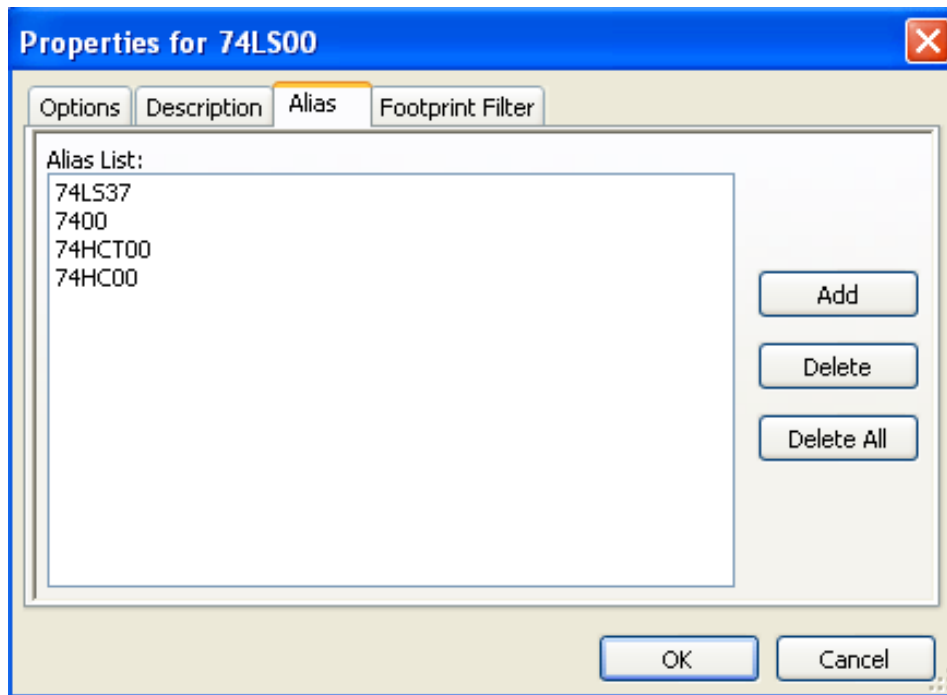 Properties for 74LS00
Options Description Alias Footprint Filter
Alias List:
74LS37
7400
74HCT00
74HC00
Add
Delete
Delete All
OK Cancel